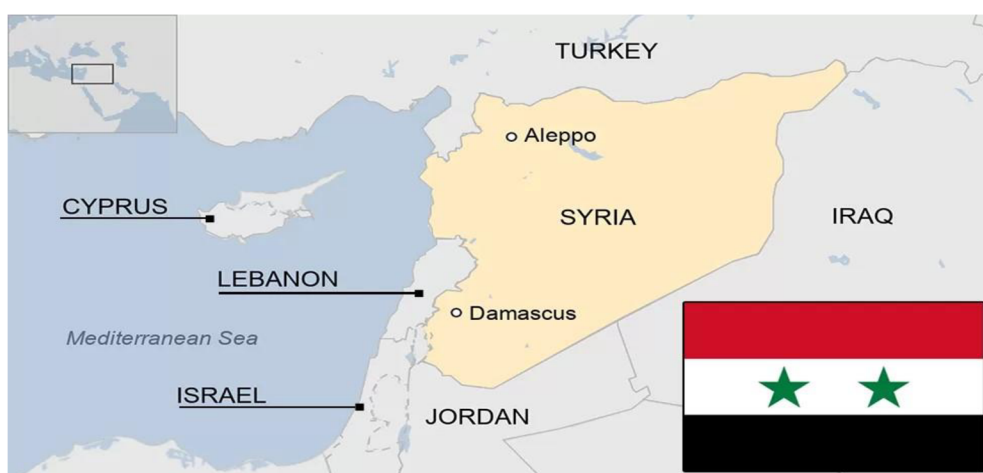 TURKEY
Aleppo
CYPRUS
SYRIA
IRAQ
LEBANON
Damascus
Mediterranean Sea
ISRAEL
JORDAN